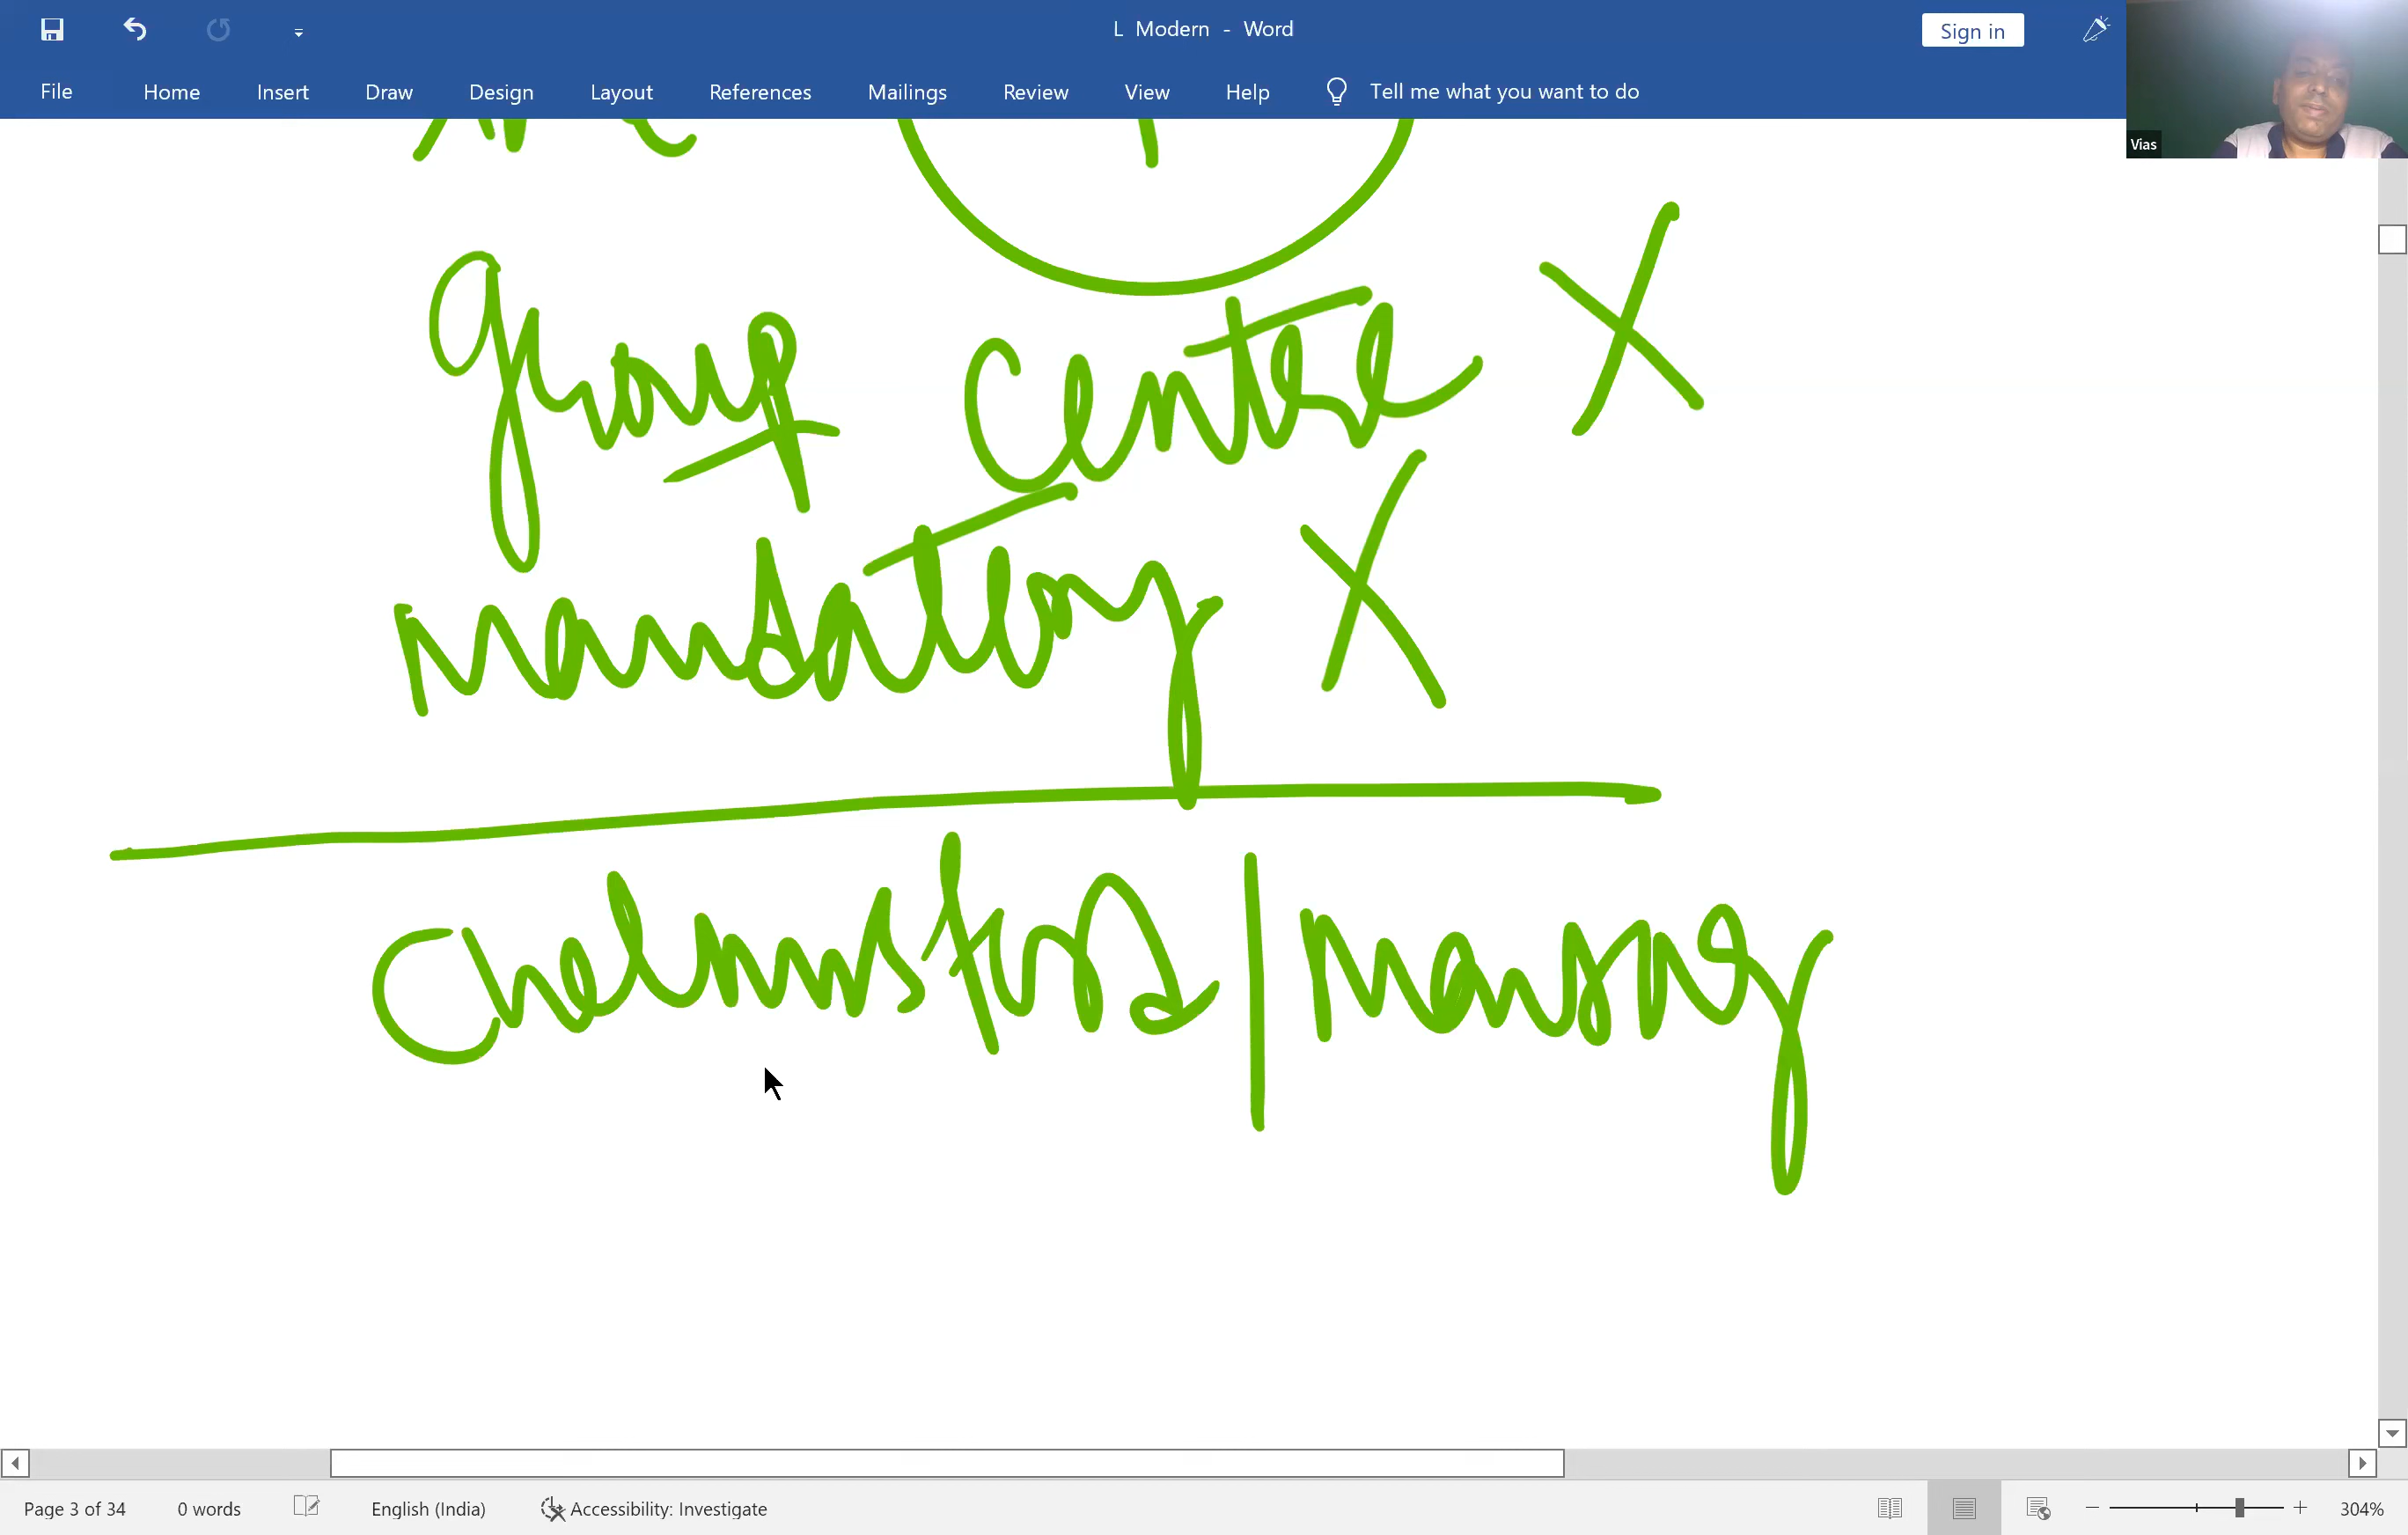 L Modern - Word
Sign in
File Home Insert Draw Design Layout References Mailings Review View Help Tell me what you want to do
Vias
group centre X
mandatory X
Chelmsford |
Page 3 of 34 0 words English (India) Accessibility: Investigate 304%